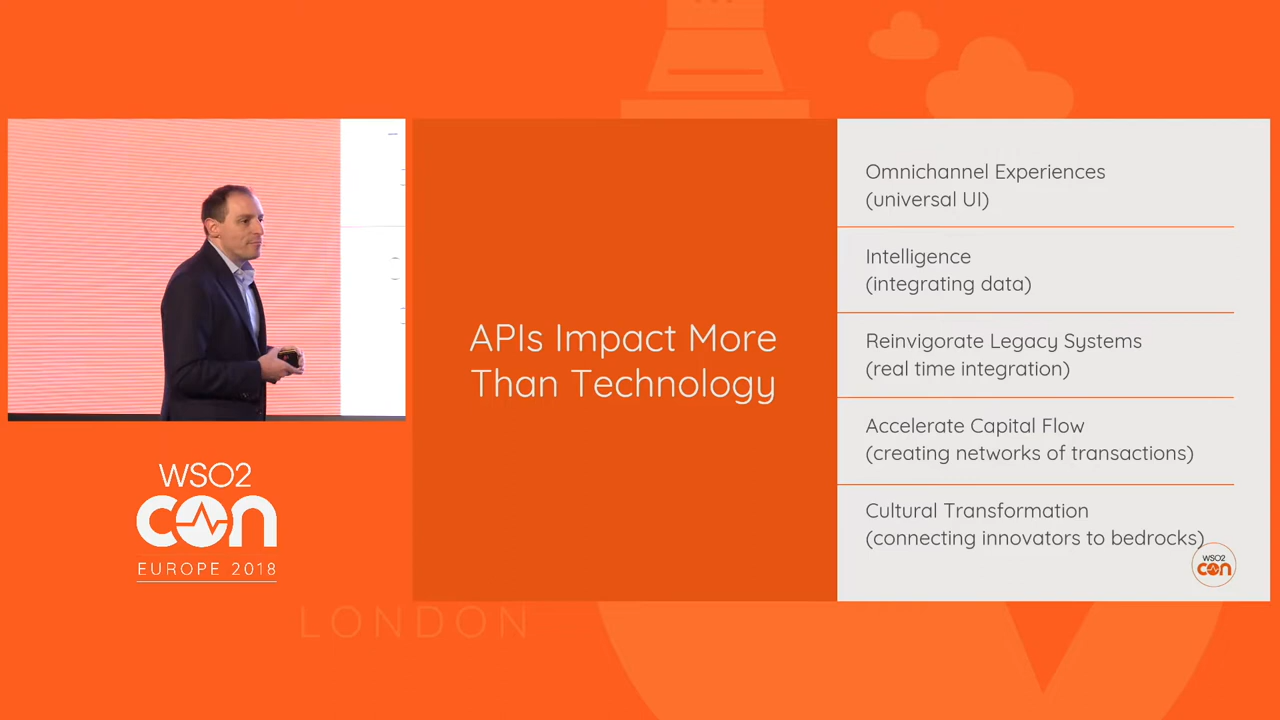 WSO2
con
EUROPE 2018
LONDON
APIs Impact More
Than Technology
Omnichannel Experiences
(universal UI)
Intelligence
(integrating data)
Reinvigorate Legacy Systems
(real time integration)
Accelerate Capital Flow
(creating networks of transactions)
Cultural Transformation
(connecting innovators to bedrocks)
WSO2
con